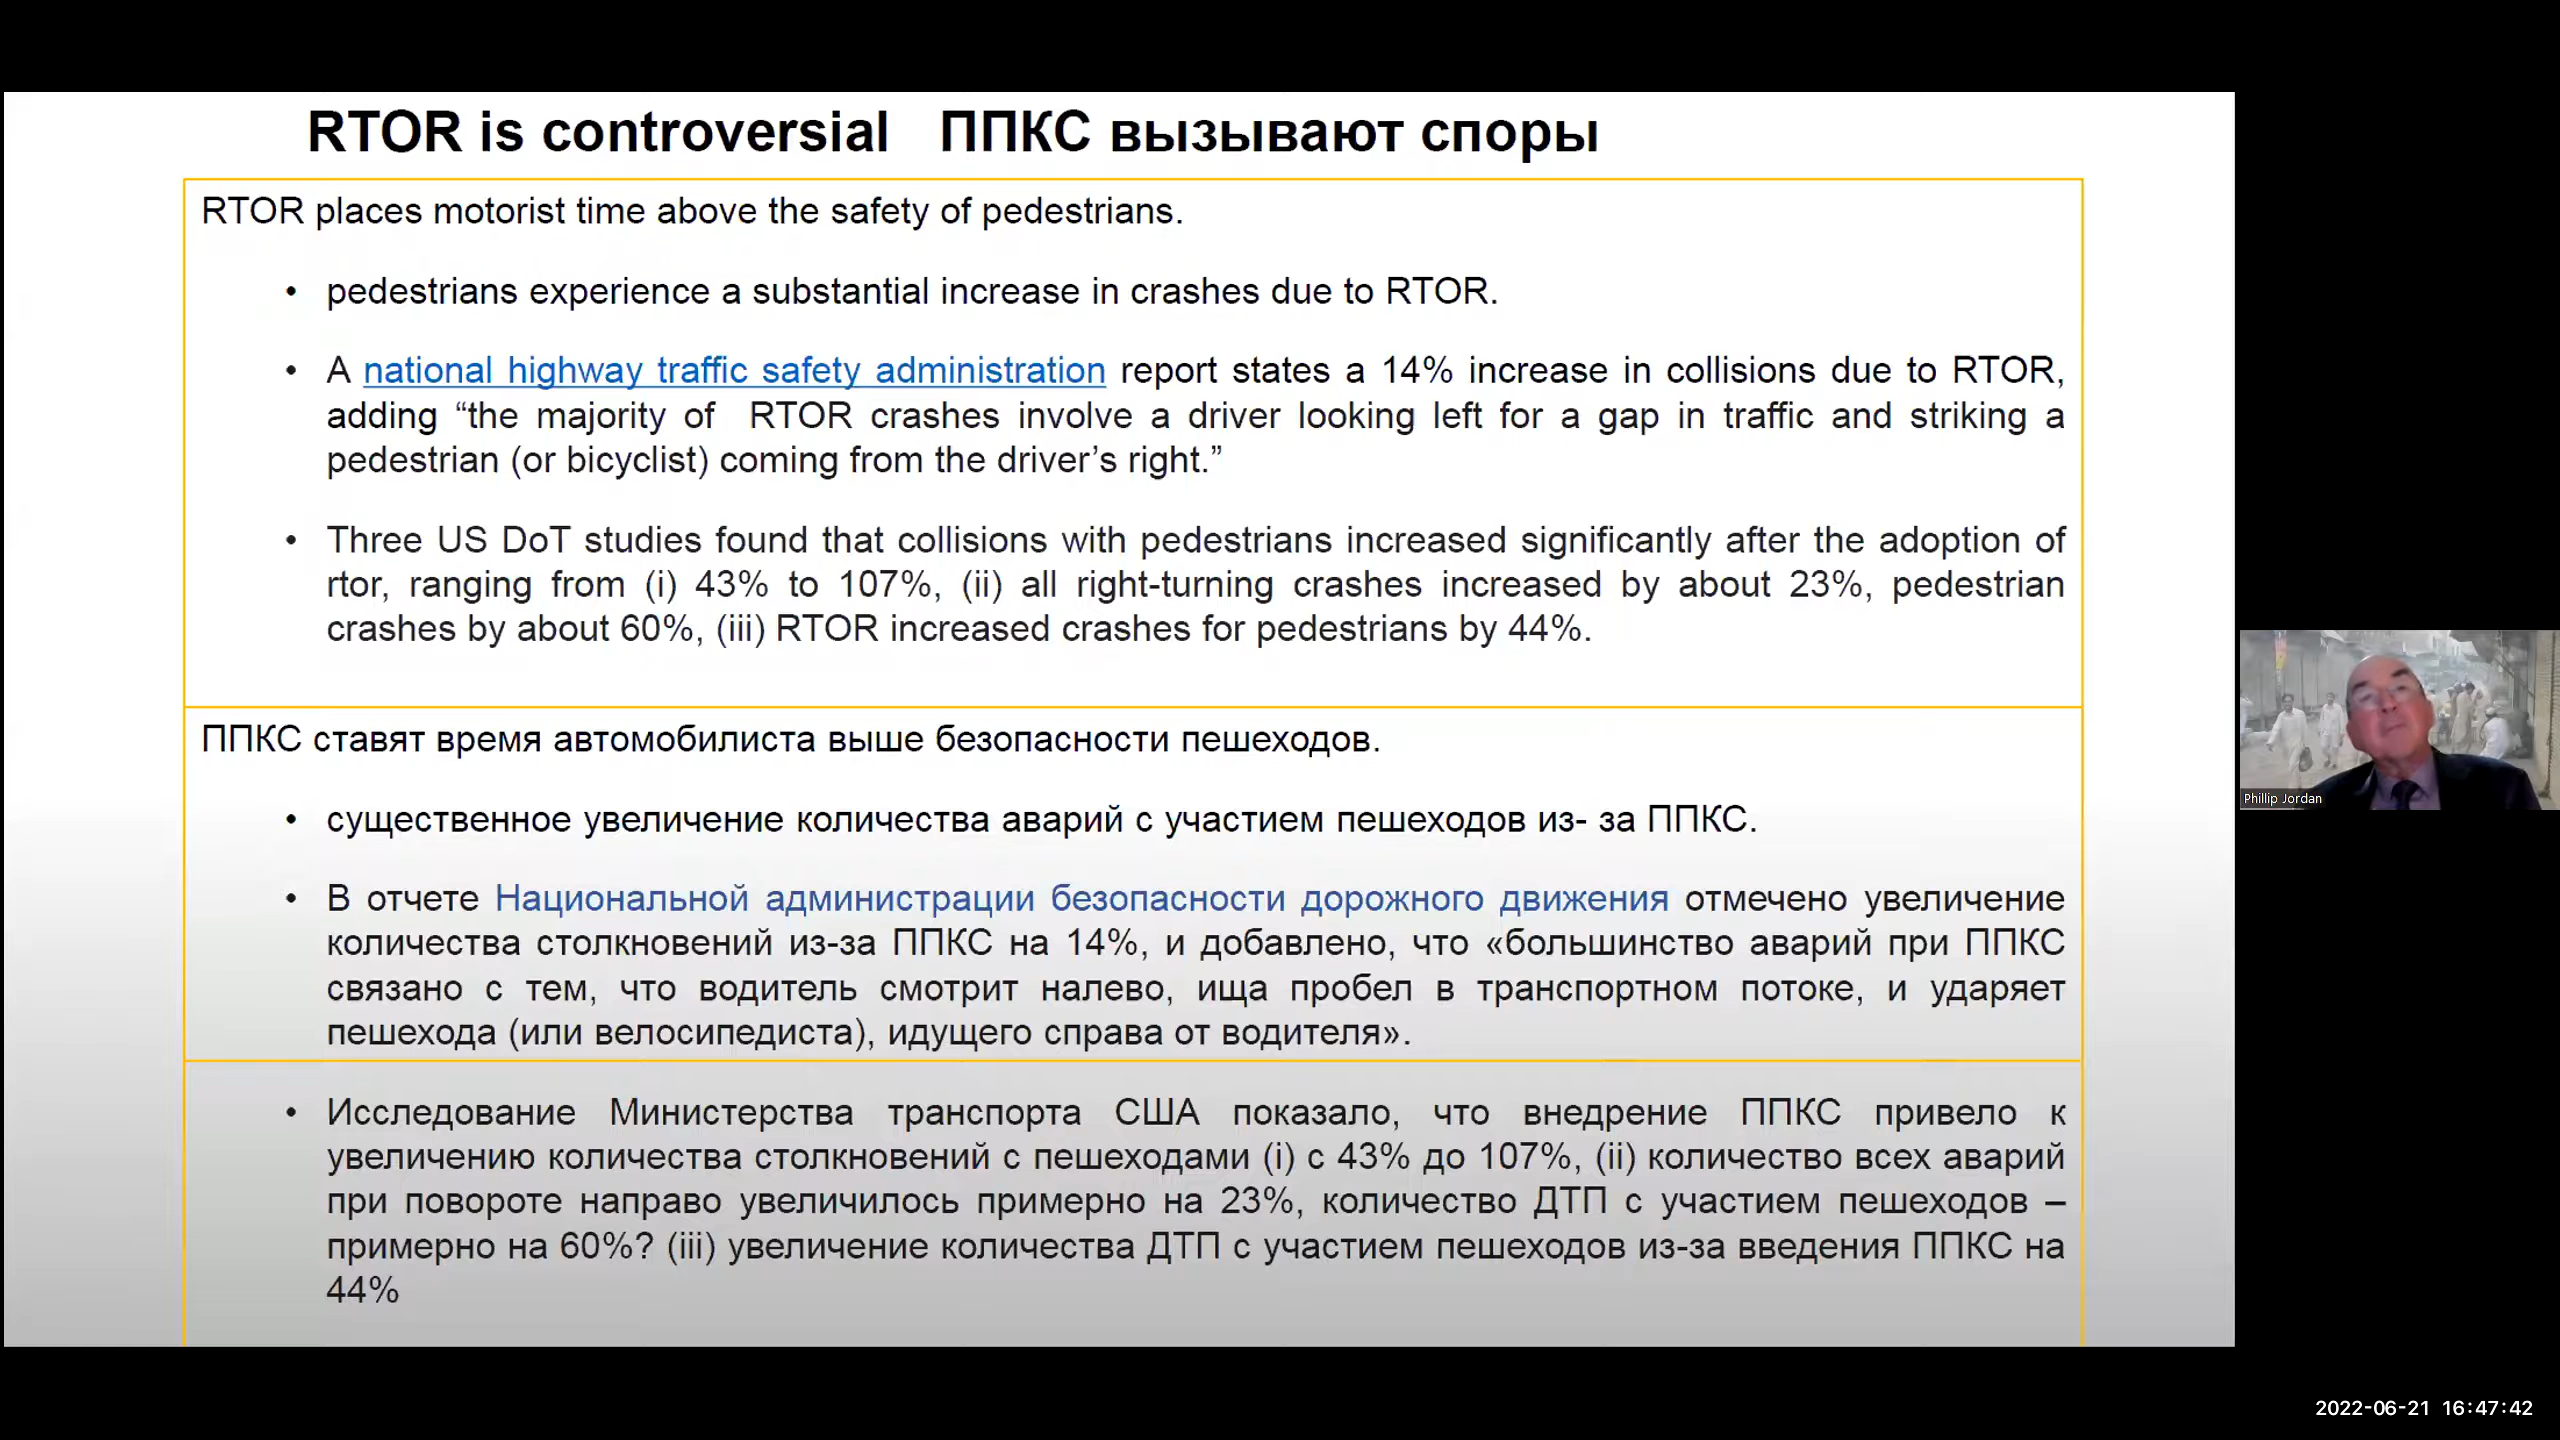 RTOR is controversial ППКС вызывают споры
RTOR places motorist time above the safety of pedestrians.
• pedestrians experience a substantial increase in crashes due to RTOR.
• A national highway traffic safety administration report states a 14% increase in collisions due to RTOR,
adding “the majority of RTOR crashes involve a driver looking left for a gap in traffic and striking a
pedestrian (or bicyclist) coming from the driver’s right.”
• Three US DoT studies found that collisions with pedestrians increased significantly after the adoption of
rtor, ranging from (i) 43% to 107%, (ii) all right-turning crashes increased by about 23%, pedestrian
crashes by about 60%, (iii) RTOR increased crashes for pedestrians by 44%.
ППКС ставят время автомобилиста выше безопасности пешеходов.
• существенное увеличение количества аварий с участием пешеходов из- за ППКС.
• В отчете Национальной администрации безопасности дорожного движения отмечено увеличение
количества столкновений из-за ППКС на 14%, и добавлено, что «большинство аварий при ППКС
связано с тем, что водитель смотрит налево, ища пробел в транспортном потоке, и ударяет
пешехода (или велосипедиста), идущего справа от водителя».
• Исследование Министерства транспорта США показало, что внедрение ППКС привело к
увеличению количества столкновений с пешеходами (i) с 43% до 107%, (ii) количество всех аварий
при повороте направо увеличилось примерно на 23%, количество ДТП с участием пешеходов –
примерно на 60%? (iii) увеличение количества ДТП с участием пешеходов из-за введения ППКС на
44%
Phillip Jordan
2022-06-21 16:47:42